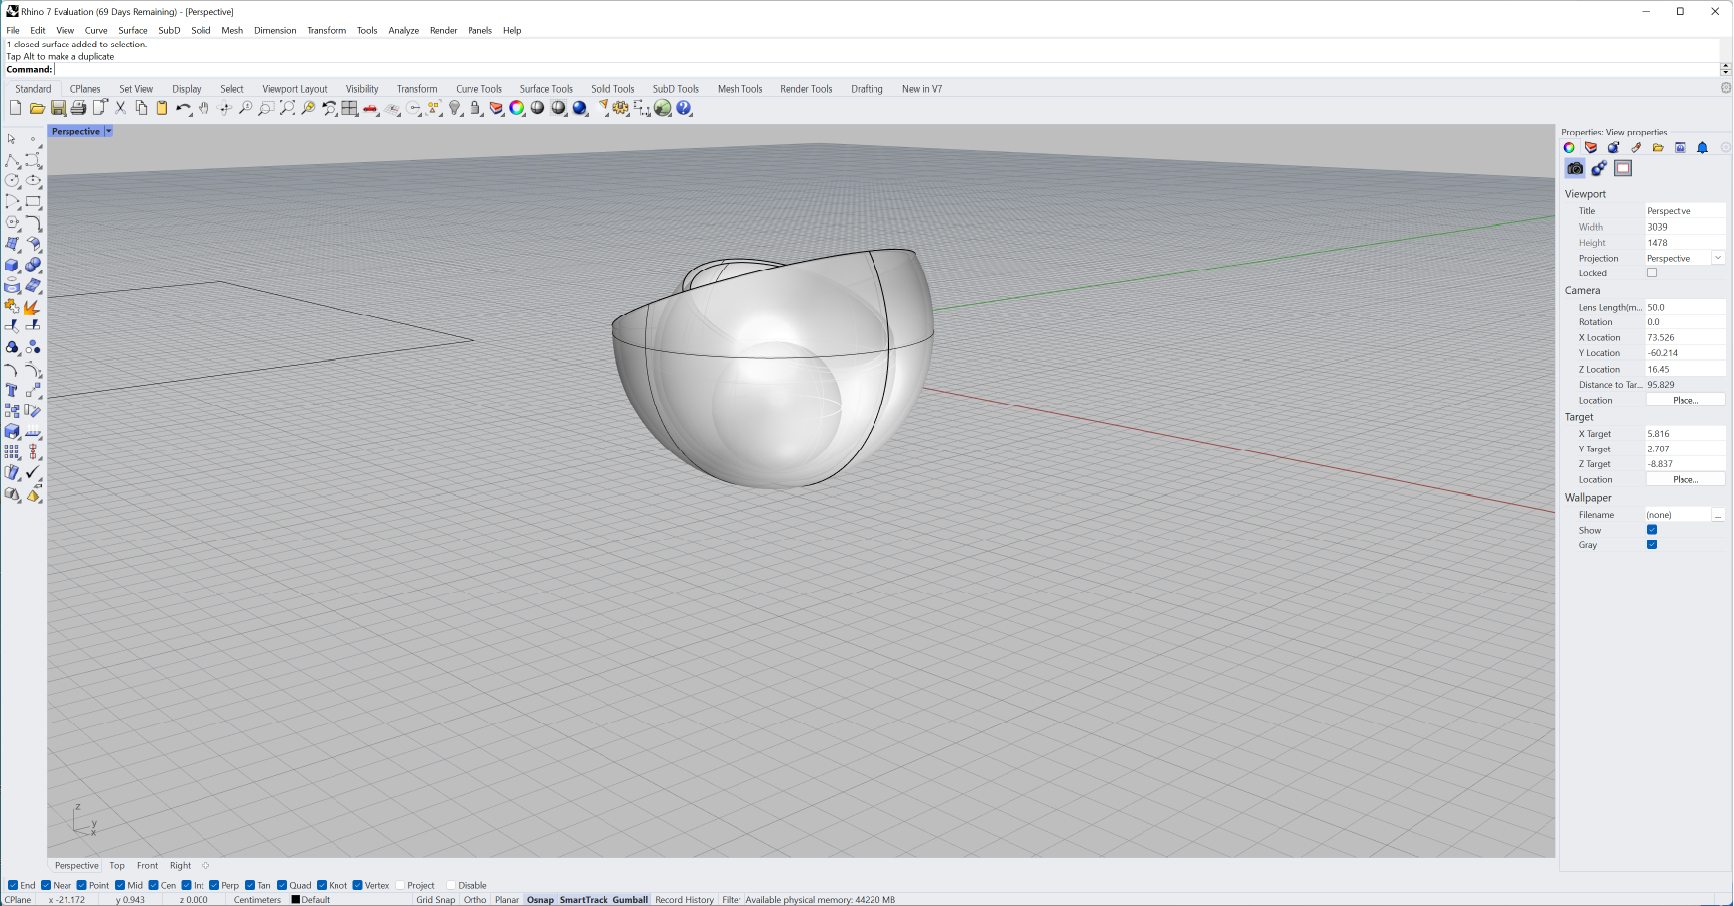 Rhino 7 Evaluation (69 Days Remaining) - [Perspective]
File Edit View Curve Surface SubD Solid Mesh Dimension Transform Tools Analyze Render Panels Help
1 closed surface added to selection.
Tap Alt to make a duplicate
Command:
Standard CPlanes Set View Display Select Viewport Layout Visibility Transform Curve Tools Surface Tools Solid Tools SubD Tools Mesh Tools Render Tools Drafting New in V7
Perspective
Properties: View properties
Viewport
Title Perspective
Width 3039
Height 1478
Projection Perspective
Locked
Camera
Lens Length(m... 50.0
Rotation 0.0
X Location 73.526
Y Location -60.214
Z Location 16.45
Distance to Tar... 95.829
Location Place...
Target
X Target 5.816
Y Target 2.707
Z Target -8.837
Location Place...
Wallpaper
Filename (none) ...
Show
Gray
z
y
x
Perspective Top Front Right
End Near Point Mid Cen Int Perp Tan Quad Knot Vertex Project Disable
CPlane x -21.172 y 0.943 z 0.000 Centimeters Default Grid Snap Ortho Planar Osnap SmartTrack Gumball Record History Filter Available physical memory: 44220 MB